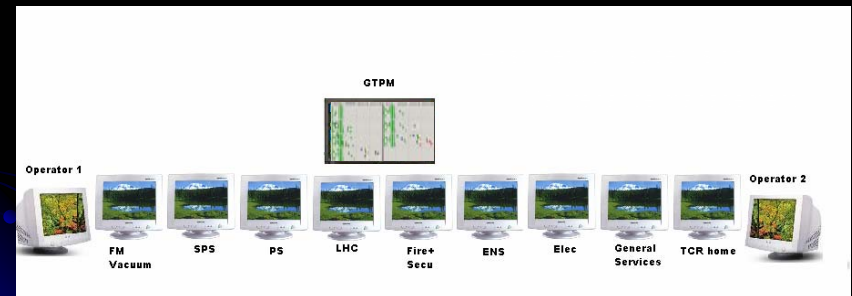 GTPM
Operator 1
Operator 2
FM
Vacuum
SPS
PS
LHC
Fire+
Secu
ENS
Elec
General
Services
TCR home